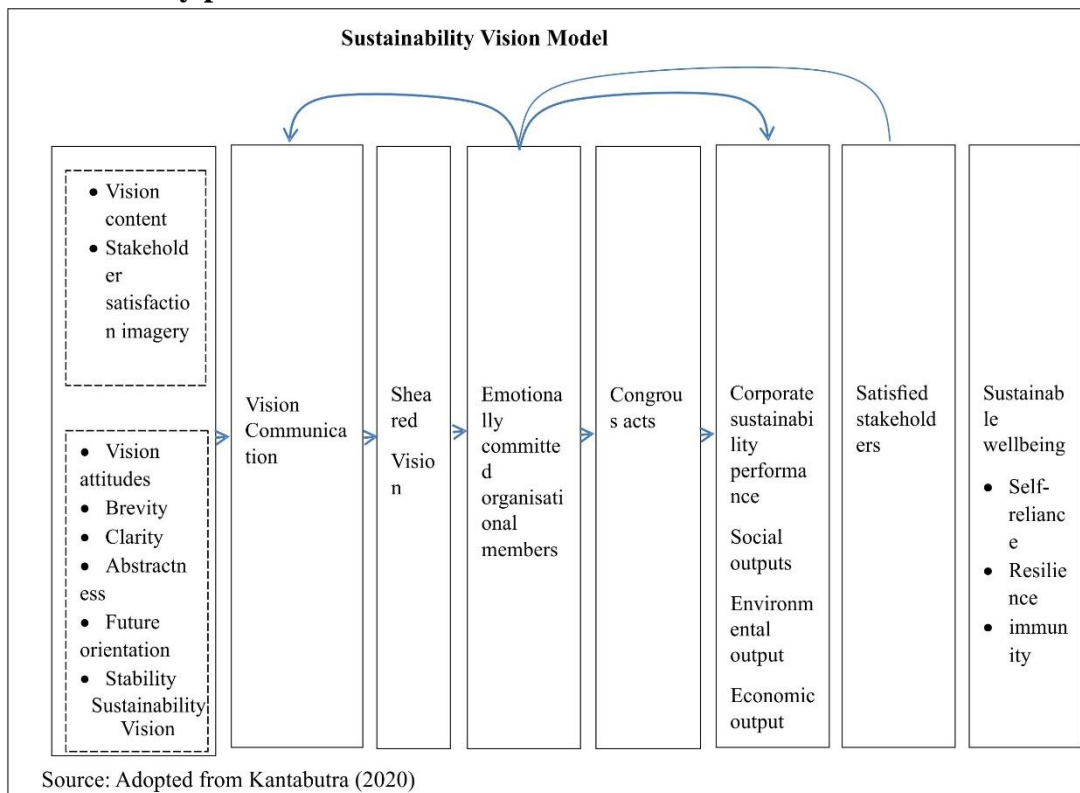 Sustainability Vision Model
● Vision
content
● Stakehold
er
satisfactio
n imagery
● Vision
attitudes
● Brevity
● Clarity
● Abstractn
ess
● Future
orientation
● Stability
Sustainability
Vision
Vision
Communica
tion
Shea
red
Visio
n
Emotiona
lly
committe
d
organisati
onal
members
Congrou
s acts
Corporate
sustainabi
lity
performa
nce
Social
outputs
Environm
ental
output
Economic
output
Satisfied
stakehold
ers
Sustainab
le
wellbeing
● Self-
relianc
e
● Resilie
nce
● immu
nity
Source: Adopted from Kantabutra (2020)